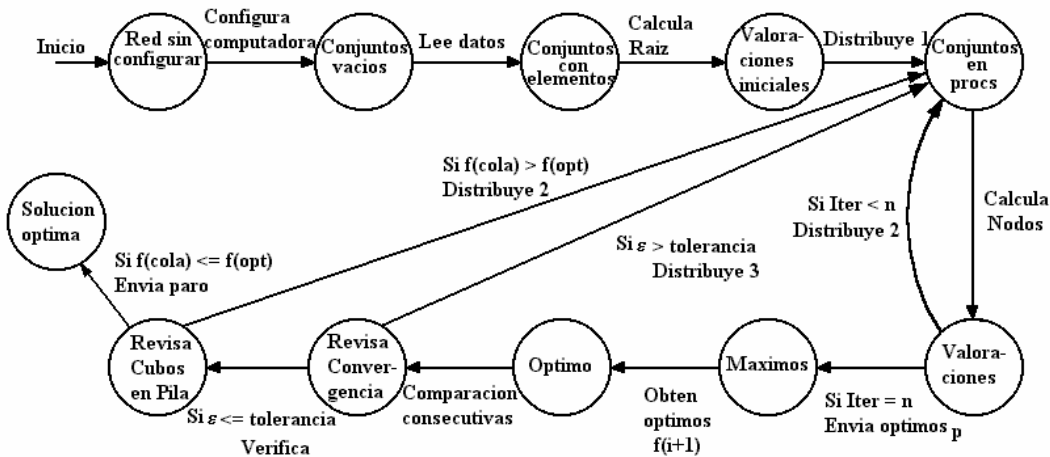 Inicio
Red sin
configurar
Configura
computadora
Conjuntos
vacios
Lee datos
Conjuntos
con
elementos
Calcula
Raiz
Valora-
ciones
iniciales
Distribuye 1
Conjuntos
en
procs
Si f(cola) > f(opt)
Distribuye 2
Si ε > tolerancia
Distribuye 3
Si Iter < n
Distribuye 2
Calcula
Nodos
Solucion
optima
Si f(cola) <= f(opt)
Envia paro
Revisa
Cubos
en Pila
Si ε <= tolerancia
Verifica
Revisa
Conver-
gencia
Comparacion
consecutivas
Optimo
Obten
optimos
f(i+1)
Maximos
Si Iter = n
Envia optimos p
Valora-
ciones